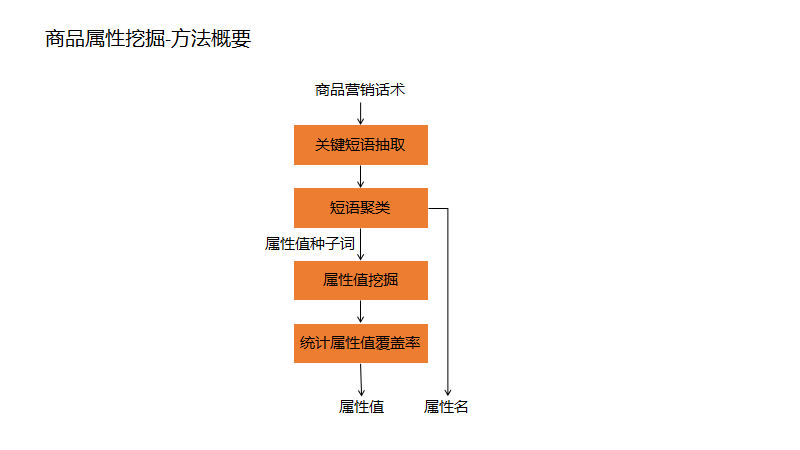 商品属性挖掘-方法概要
商品营销话术
关键短语抽取
短语聚类
属性值种子词
属性值挖掘
统计属性值覆盖率
属性值
属性名